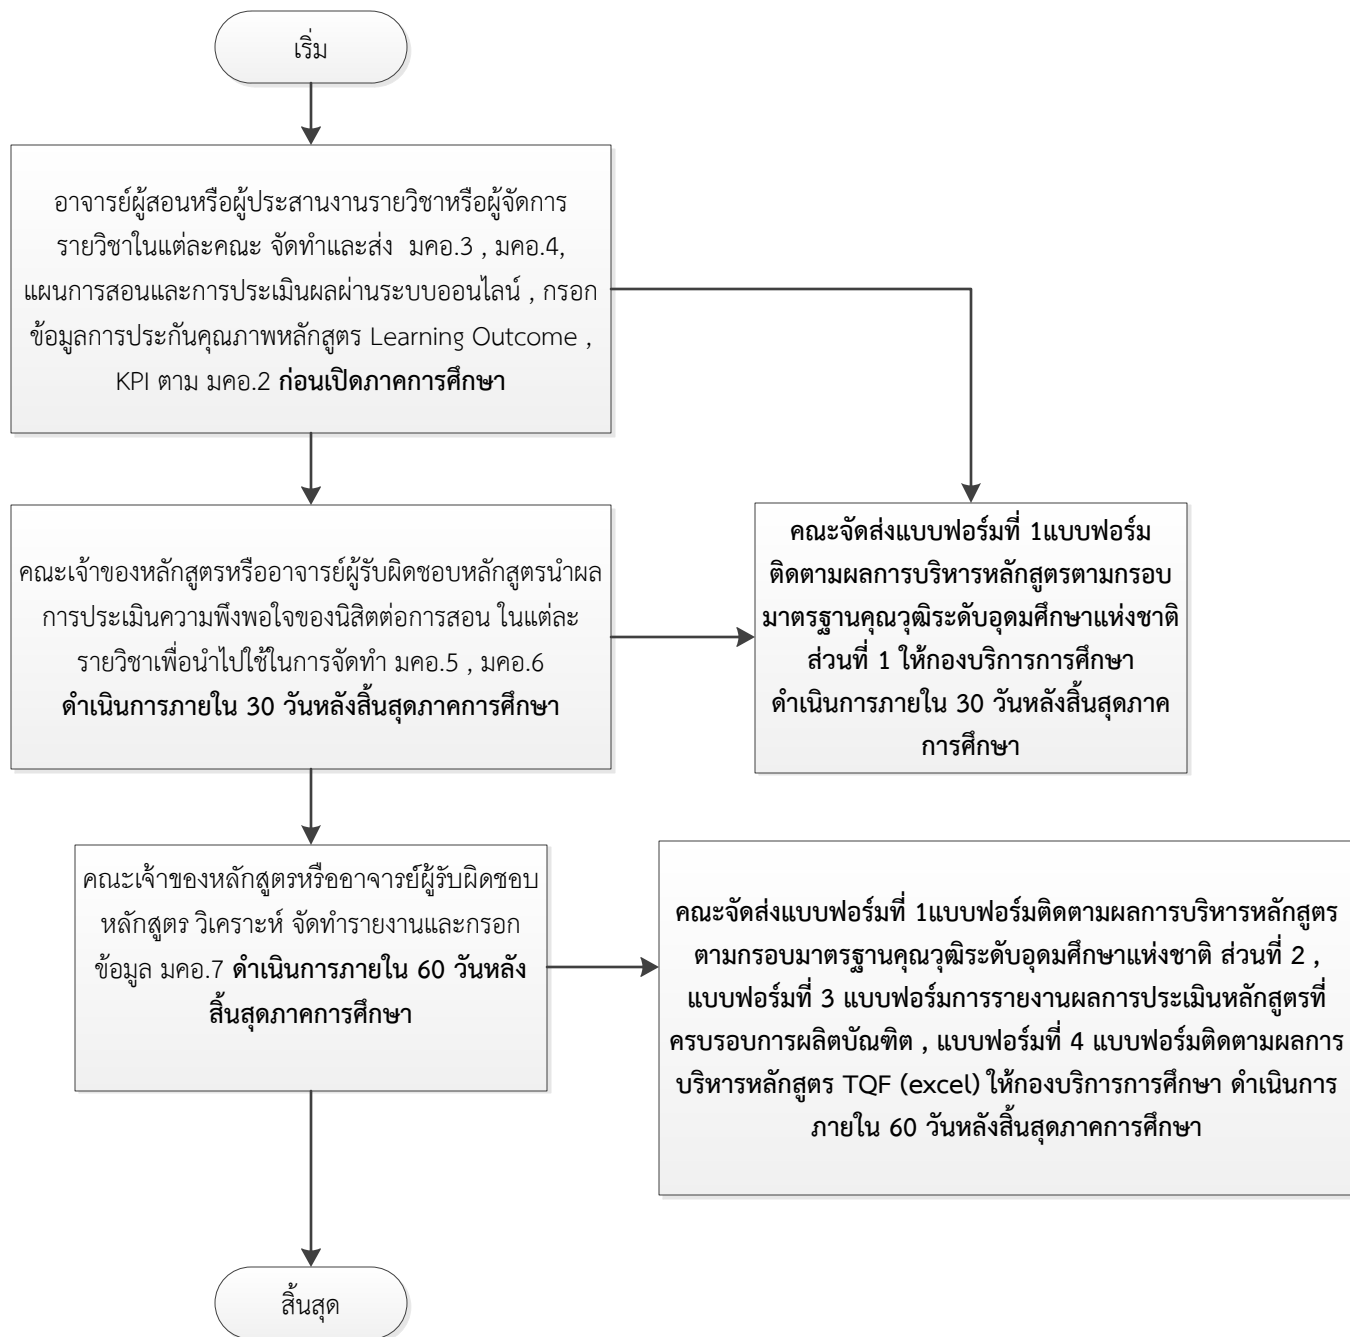 เริ่ม
อาจารย์ผู้สอนหรือผู้ประสานงานรายวิชาหรือผู้จัดการ
รายวิชาในแต่ละคณะ จัดทำและส่ง มคอ.3 , มคอ.4,
แผนการสอนและการประเมินผลผ่านระบบออนไลน์ , กรอก
ข้อมูลการประกันคุณภาพหลักสูตร Learning Outcome ,
KPI ตาม มคอ.2 ก่อนเปิดภาคการศึกษา
คณะเจ้าของหลักสูตรหรืออาจารย์ผู้รับผิดชอบหลักสูตรนำผล
การประเมินความพึงพอใจของนิสิตต่อการสอน ในแต่ละ
รายวิชาเพื่อนำไปใช้ในการจัดทำ มคอ.5 , มคอ.6
ดำเนินการภายใน 30 วันหลังสิ้นสุดภาคการศึกษา
คณะจัดส่งแบบฟอร์มที่ 1แบบฟอร์ม
ติดตามผลการบริหารหลักสูตรตามกรอบ
มาตรฐานคุณวุฒิระดับอุดมศึกษาแห่งชาติ
ส่วนที่ 1 ให้กองบริการการศึกษา
ดำเนินการภายใน 30 วันหลังสิ้นสุดภาค
การศึกษา
คณะเจ้าของหลักสูตรหรืออาจารย์ผู้รับผิดชอบ
หลักสูตร วิเคราะห์ จัดทำรายงานและกรอก
ข้อมูล มคอ.7 ดำเนินการภายใน 60 วันหลัง
สิ้นสุดภาคการศึกษา
คณะจัดส่งแบบฟอร์มที่ 1แบบฟอร์มติดตามผลการบริหารหลักสูตร
ตามกรอบมาตรฐานคุณวุฒิระดับอุดมศึกษาแห่งชาติ ส่วนที่ 2 ,
แบบฟอร์มที่ 3 แบบฟอร์มการรายงานผลการประเมินหลักสูตรที่
ครบรอบการผลิตบัณฑิต , แบบฟอร์มที่ 4 แบบฟอร์มติดตามผลการ
บริหารหลักสูตร TQF (excel) ให้กองบริการการศึกษา ดำเนินการ
ภายใน 60 วันหลังสิ้นสุดภาคการศึกษา
สิ้นสุด